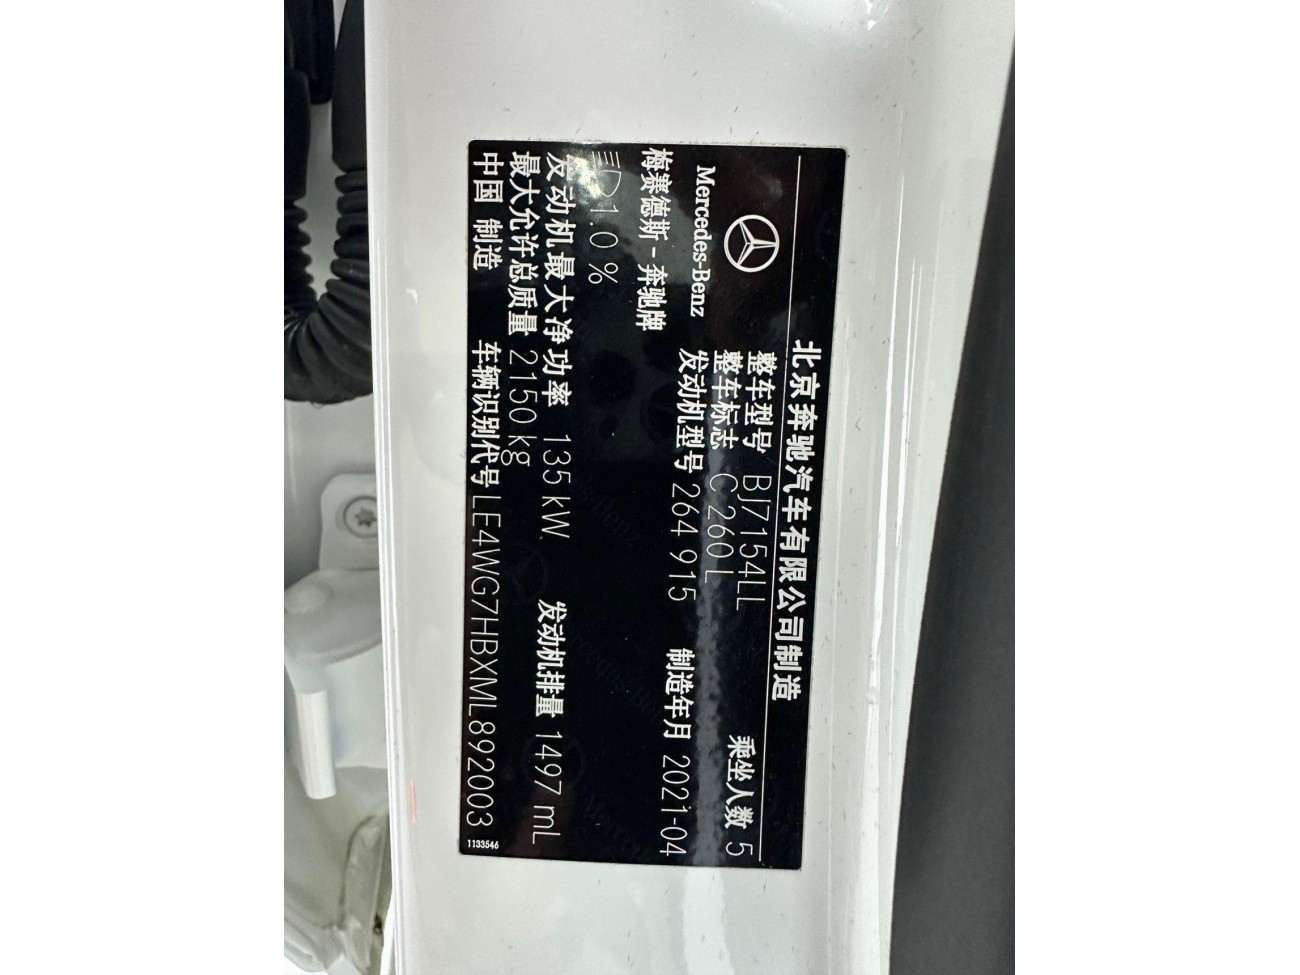 北京奔驰汽车有限公司制造
Mercedes-Benz
梅赛德斯-奔驰牌
整车型号 BJ7154LL
乘坐人数 5
整车标志 C 260 L
发动机型号 264 915
制造年月 2021-04
1.0 %
发动机最大净功率 135 kW
发动机排量 1497 mL
最大允许总质量 2150 kg
中国 制造
车辆识别代号 LE4WG7HBXML892003
1133546